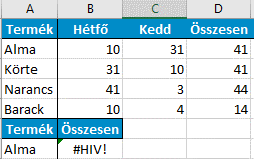 A B C D
Termék Hétfő Kedd Összesen
Alma 10 31 41
Körte 31 10 41
Narancs 41 3 44
Barack 10 4 14
Termék Összesen
Alma #HIV!